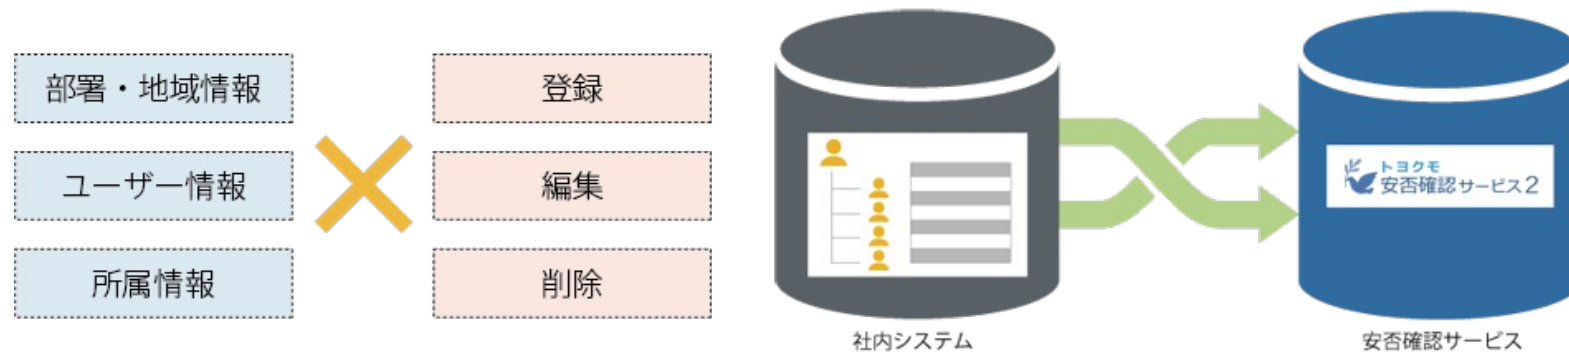 部署・地域情報
ユーザー情報
所属情報
登録
編集
削除
トヨクモ
安否確認サービス2
社内システム
安否確認サービス